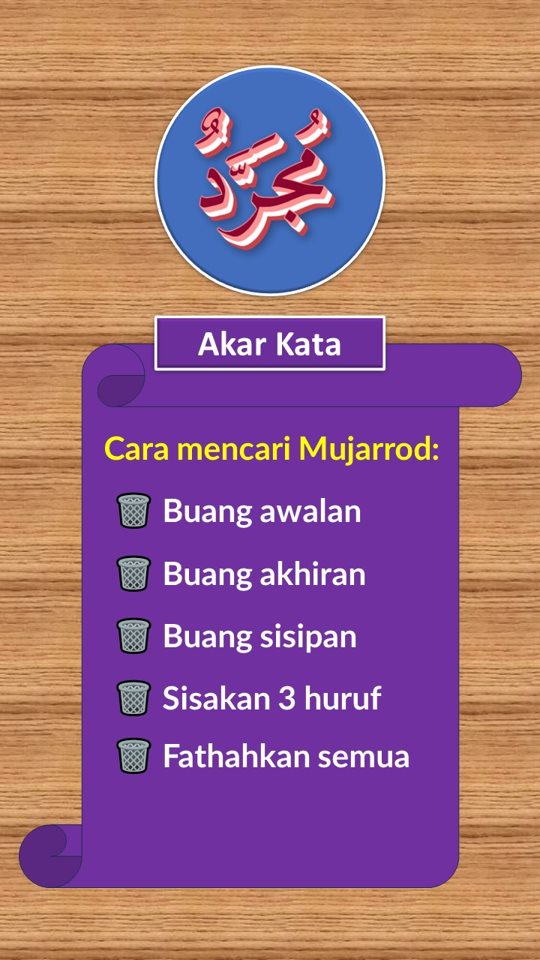 مُجَرَّدٌ
Akar Kata
Cara mencari Mujarrod:
Buang awalan
Buang akhiran
Buang sisipan
Sisakan 3 huruf
Fathahkan semua